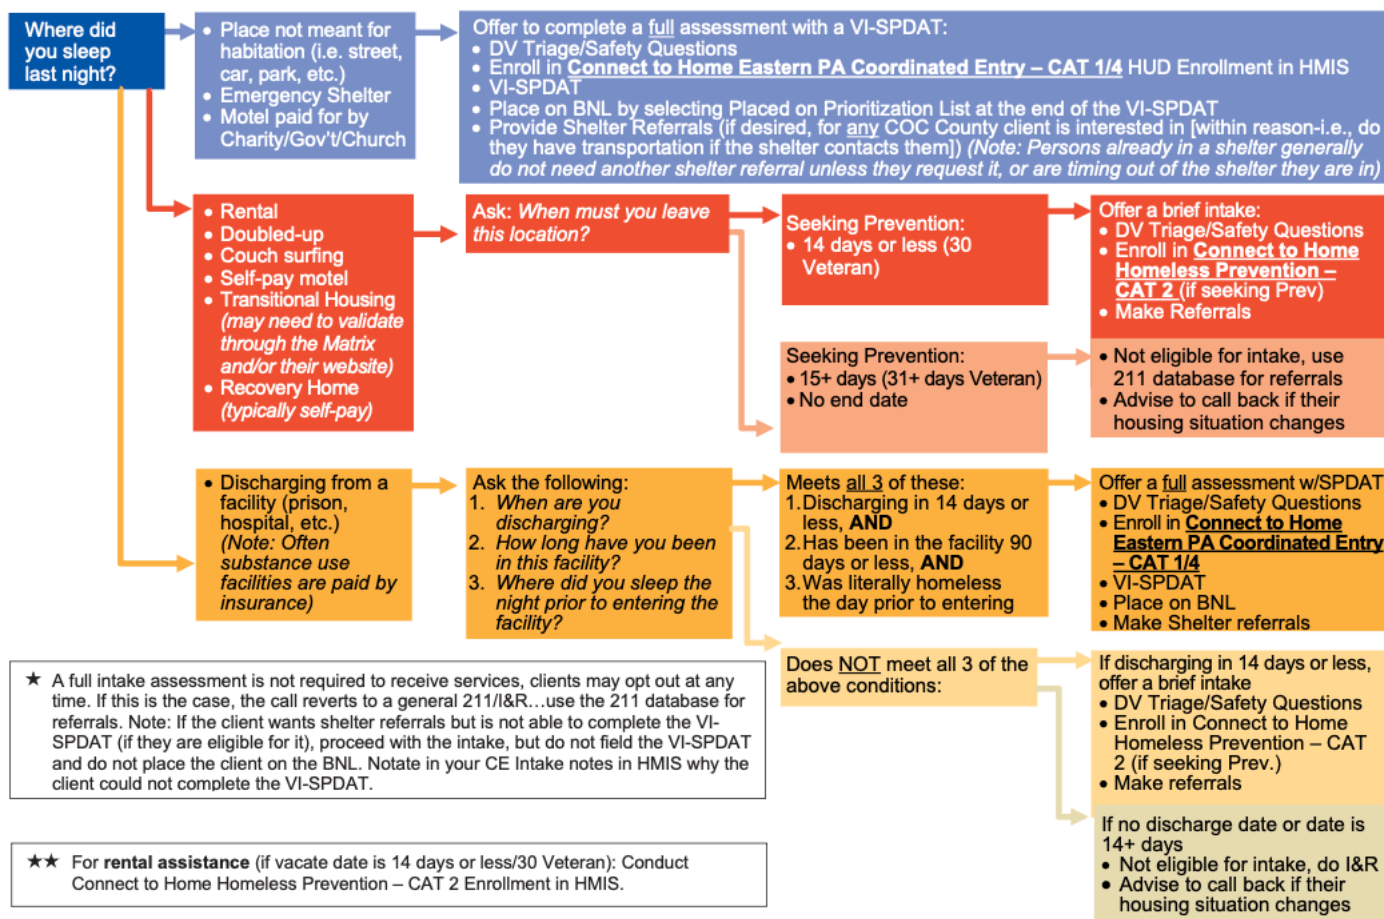 Where did
you sleep
last night?
• Place not meant for
habitation (i.e. street,
car, park, etc.)
• Emergency Shelter
• Motel paid for by
Charity/Gov't/Church
Offer to complete a full assessment with a VI-SPDAT:
• DV Triage/Safety Questions
• Enroll in Connect to Home Eastern PA Coordinated Entry – CAT 1/4 HUD Enrollment in HMIS
• VI-SPDAT
• Place on BNL by selecting Placed on Prioritization List at the end of the VI-SPDAT
• Provide Shelter Referrals (if desired, for any COC County client is interested in [within reason-i.e., do
they have transportation if the shelter contacts them]) (Note: Persons already in a shelter generally
do not need another shelter referral unless they request it, or are timing out of the shelter they are in)
• Rental
• Doubled-up
• Couch surfing
• Self-pay motel
• Transitional Housing
(may need to validate
through the Matrix
and/or their website)
• Recovery Home
(typically self-pay)
Ask: When must you leave
this location?
Seeking Prevention:
• 14 days or less (30
Veteran)
Offer a brief intake:
• DV Triage/Safety Questions
• Enroll in Connect to Home
Homeless Prevention –
CAT 2 (if seeking Prev)
• Make Referrals
Seeking Prevention:
• 15+ days (31+ days Veteran)
• No end date
• Not eligible for intake, use
211 database for referrals
• Advise to call back if their
housing situation changes
• Discharging from a
facility (prison,
hospital, etc.)
(Note: Often
substance use
facilities are paid by
insurance)
Ask the following:
1. When are you
discharging?
2. How long have you been
in this facility?
3. Where did you sleep the
night prior to entering the
facility?
Meets all 3 of these:
1. Discharging in 14 days or
less, AND
2. Has been in the facility 90
days or less, AND
3. Was literally homeless
the day prior to entering
Offer a full assessment w/SPDAT
• DV Triage/Safety Questions
• Enroll in Connect to Home
Eastern PA Coordinated Entry
– CAT 1/4
• VI-SPDAT
• Place on BNL
• Make Shelter referrals
Does NOT meet all 3 of the
above conditions:
If discharging in 14 days or less,
offer a brief intake
• DV Triage/Safety Questions
• Enroll in Connect to Home
Homeless Prevention – CAT
2 (if seeking Prev.)
• Make referrals
If no discharge date or date is
14+ days
• Not eligible for intake, do I&R
• Advise to call back if their
housing situation changes
★ A full intake assessment is not required to receive services, clients may opt out at any
time. If this is the case, the call reverts to a general 211/I&R…use the 211 database for
referrals. Note: If the client wants shelter referrals but is not able to complete the VI-
SPDAT (if they are eligible for it), proceed with the intake, but do not field the VI-SPDAT
and do not place the client on the BNL. Notate in your CE Intake notes in HMIS why the
client could not complete the VI-SPDAT.
★★ For rental assistance (if vacate date is 14 days or less/30 Veteran): Conduct
Connect to Home Homeless Prevention – CAT 2 Enrollment in HMIS.